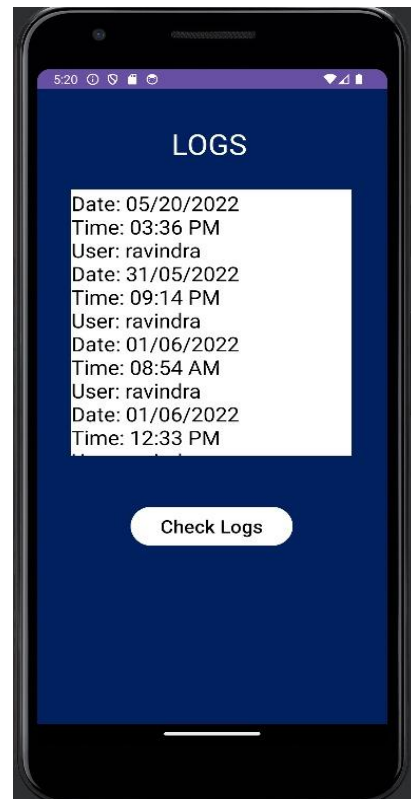 5:20
LOGS
Date: 05/20/2022
Time: 03:36 PM
User: ravindra
Date: 31/05/2022
Time: 09:14 PM
User: ravindra
Date: 01/06/2022
Time: 08:54 AM
User: ravindra
Date: 01/06/2022
Time: 12:33 PM
Check Logs